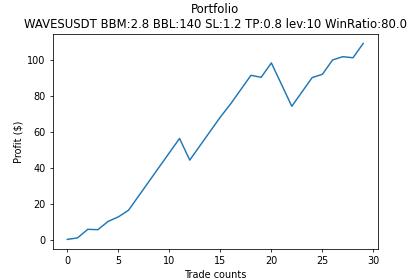 Portfolio
WAVESUSDT BBM:2.8 BBL:140 SL:1.2 TP:0.8 lev:10 WinRatio:80.0
100
80
60
40
20
0
Profit ($)
0 5 10 15 20 25 30
Trade counts